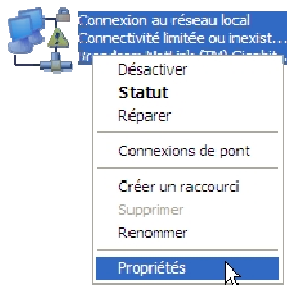 Connexion au réseau local
Connectivité limitée ou inexist...
Désactiver
Statut
Réparer
Connexions de pont
Créer un raccourci
Supprimer
Renommer
Propriétés